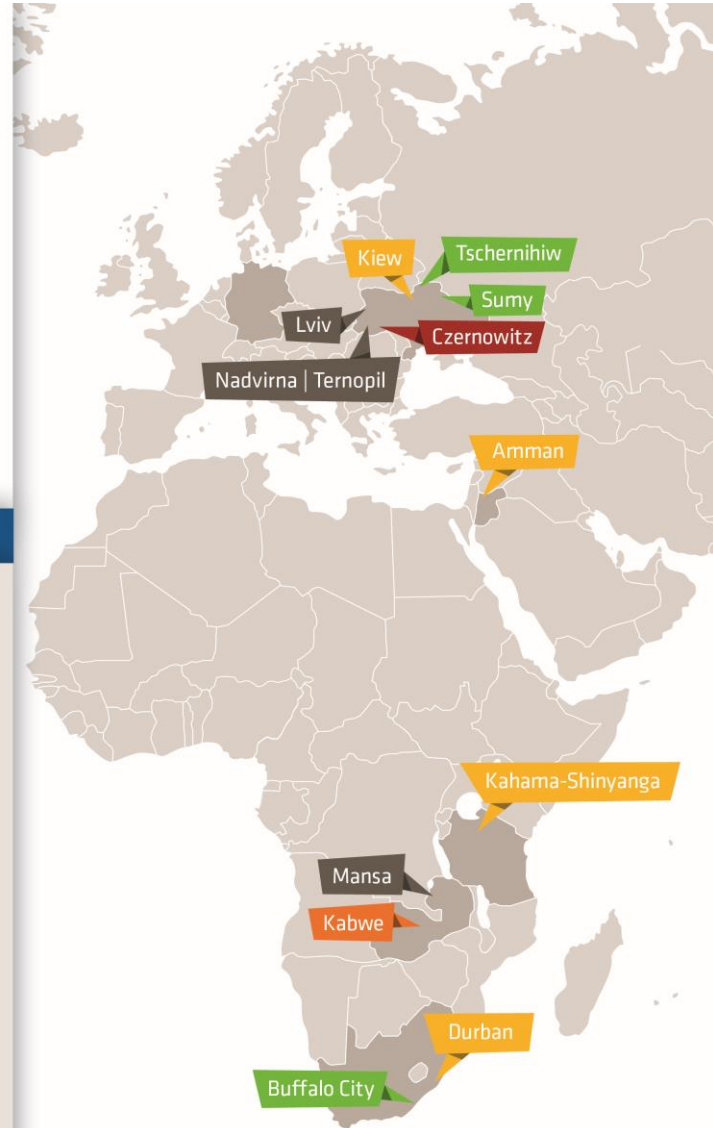 Tschernihiw
Kiew
Sumy
Lviv
Czernowitz
Nadvirna | Ternopil
Amman
Kahama-Shinyanga
Mansa
Kabwe
Durban
Buffalo City